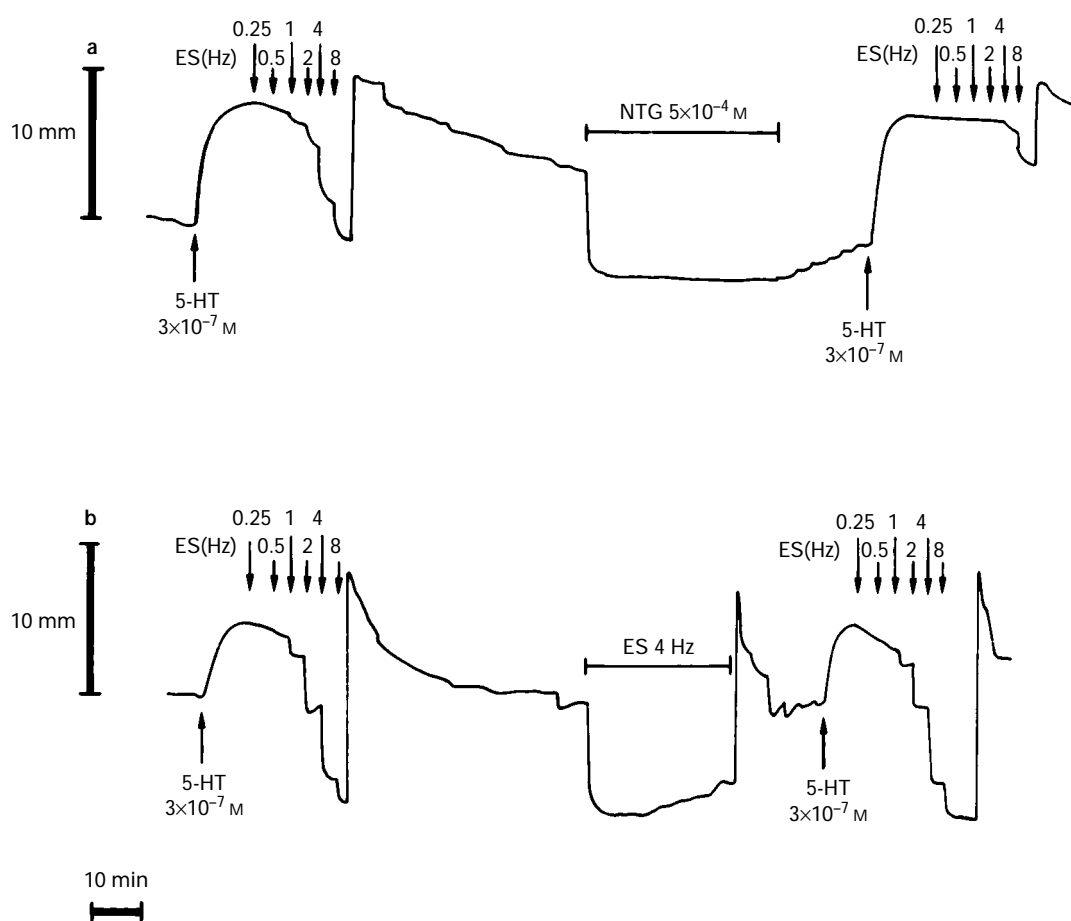 a
0.25 1 4
ES(Hz) 0.5 2 8
10 mm
NTG 5×10⁻⁴ M
0.25 1 4
ES(Hz) 0.5 2 8
5-HT
3×10⁻⁷ M
5-HT
3×10⁻⁷ M
b
0.25 1 4
ES(Hz) 0.5 2 8
10 mm
ES 4 Hz
0.25 1 4
ES(Hz) 0.5 2 8
5-HT
3×10⁻⁷ M
5-HT
3×10⁻⁷ M
10 min